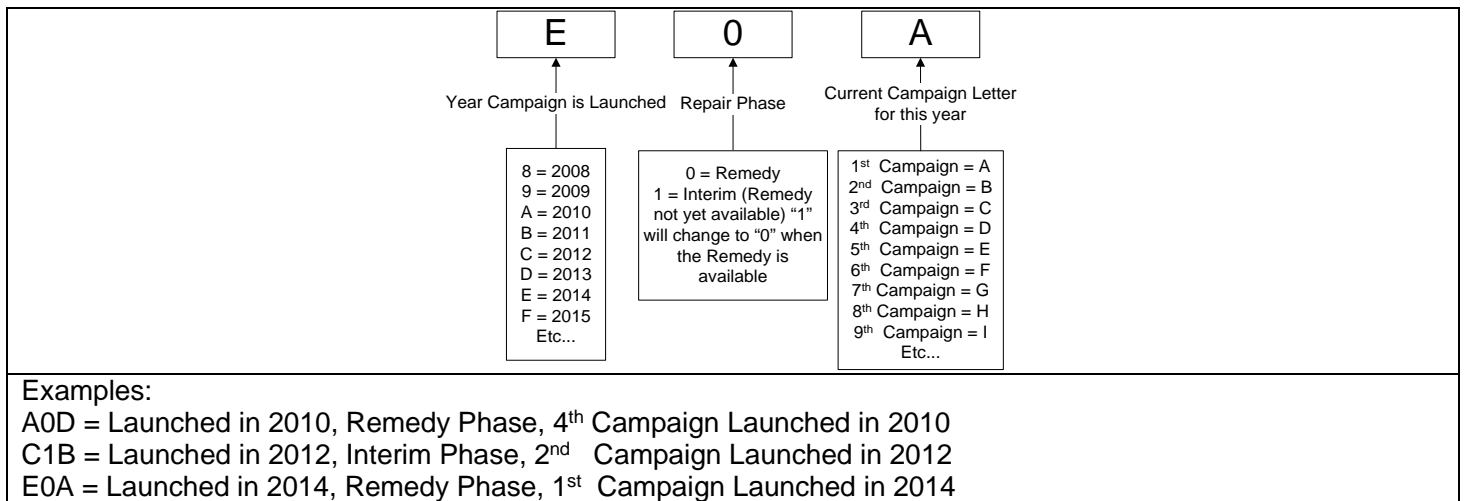 E 0 A
Year Campaign is Launched
Repair Phase
Current Campaign Letter
for this year
8 = 2008
9 = 2009
A = 2010
B = 2011
C = 2012
D = 2013
E = 2014
F = 2015
Etc...
0 = Remedy
1 = Interim (Remedy
not yet available) “1”
will change to “0” when
the Remedy is
available
1st Campaign = A
2nd Campaign = B
3rd Campaign = C
4th Campaign = D
5th Campaign = E
6th Campaign = F
7th Campaign = G
8th Campaign = H
9th Campaign = I
Etc...
Examples:
A0D = Launched in 2010, Remedy Phase, 4th Campaign Launched in 2010
C1B = Launched in 2012, Interim Phase, 2nd Campaign Launched in 2012
E0A = Launched in 2014, Remedy Phase, 1st Campaign Launched in 2014